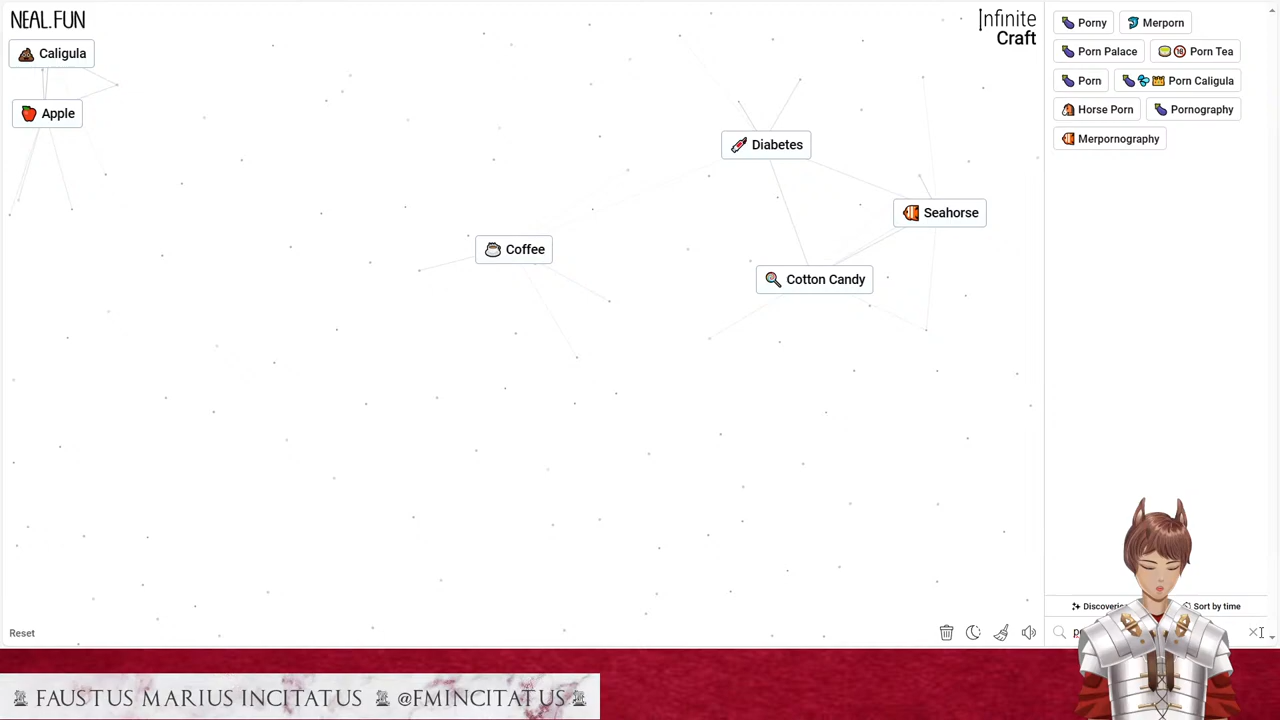 NEAL.FUN
Infinite
Craft
Caligula
Apple
Diabetes
Seahorse
Coffee
Cotton Candy
Porny
Merporn
Porn Palace
18
Porn Tea
Porn
Porn Caligula
Horse Porn
Pornography
Merpornography
Reset
Sort by time
FAUSTUS MARIUS INCITATUS @FMINCITATUS